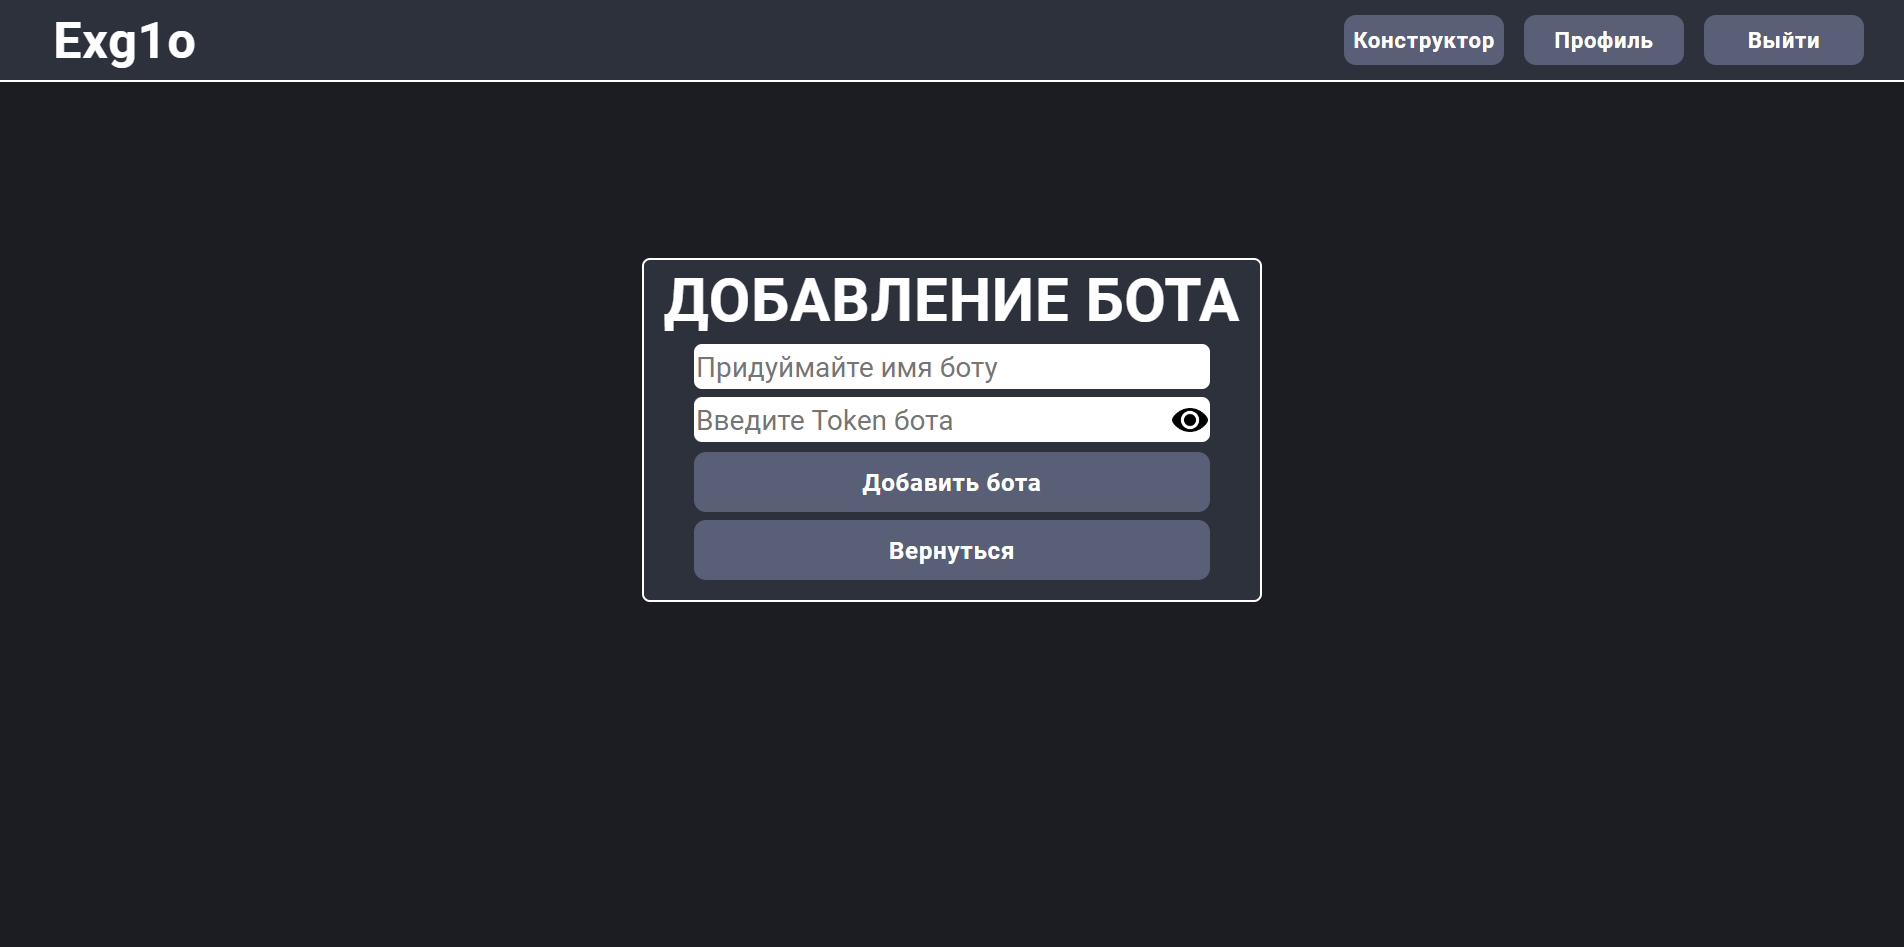 Exg1o
Конструктор
Профиль
Выйти
ДОБАВЛЕНИЕ БОТА
Придуймайте имя боту
Введите Token бота
Добавить бота
Вернуться